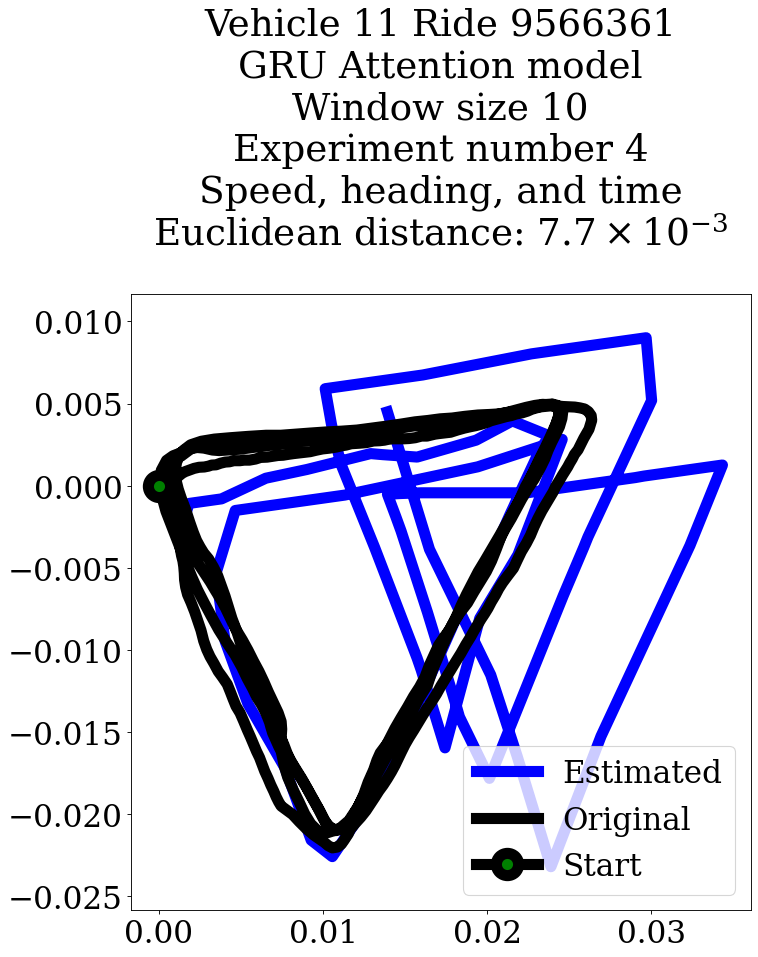 Vehicle 11 Ride 9566361
GRU Attention model
Window size 10
Experiment number 4
Speed, heading, and time
Euclidean distance: 7.7 × 10⁻³
0.010
0.005
0.000
−0.005
−0.010
−0.015
−0.020
−0.025
0.00 0.01 0.02 0.03
Estimated
Original
Start